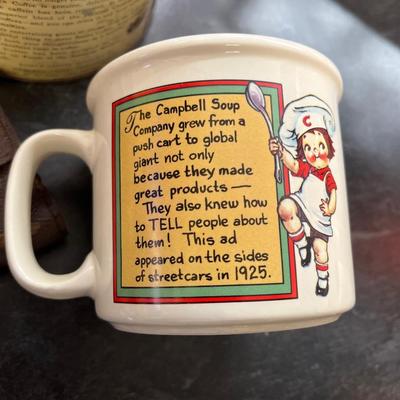 The Campbell Soup
Company grew from a
push cart to global
giant not only
because they made
great products —
They also knew how
to TELL people about
them! This ad
appeared on the sides
of streetcars in 1925.
C